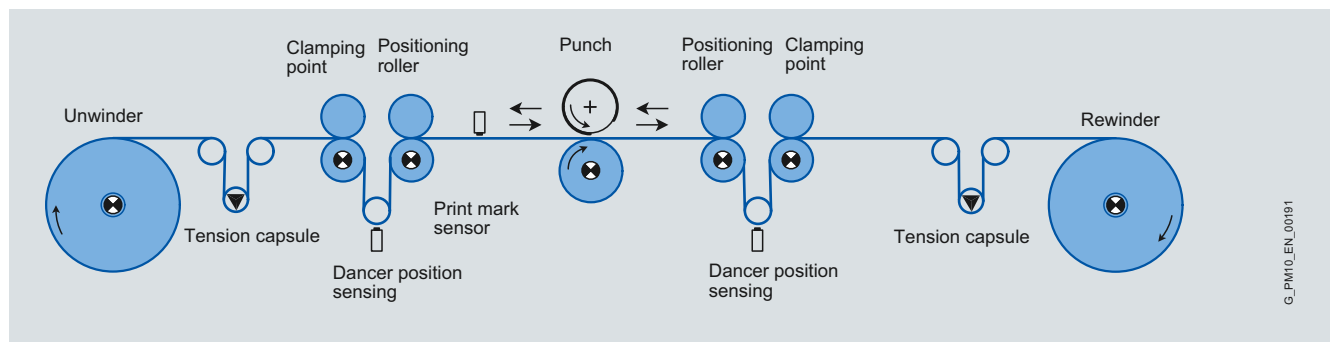 Clamping
point
Positioning
roller
Punch
Positioning
roller
Clamping
point
Unwinder
Rewinder
Tension capsule
Print mark
sensor
Tension capsule
Dancer position
sensing
Dancer position
sensing
G_PM10_EN_00191